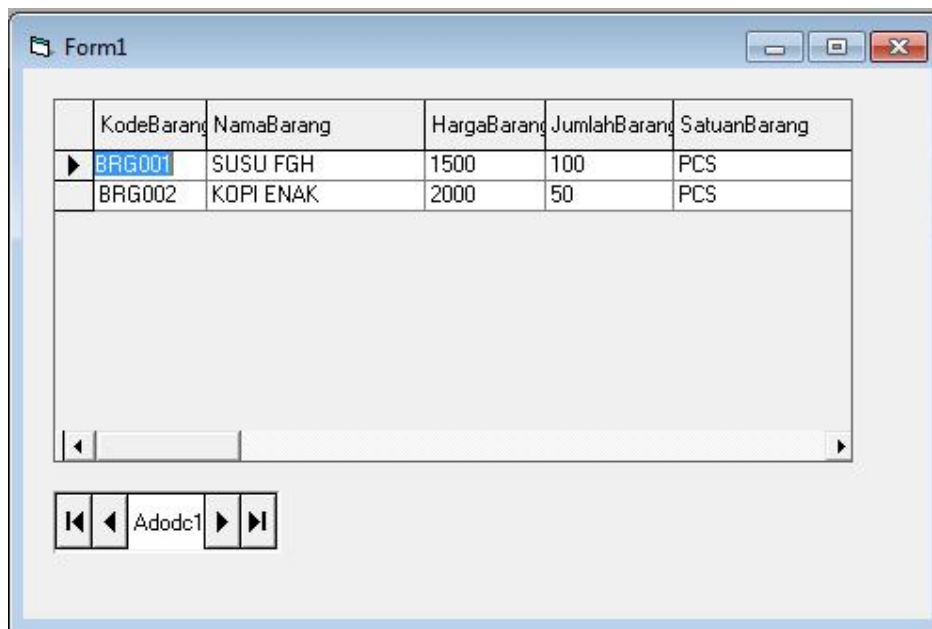 Form1
KodeBarang NamaBarang HargaBarang JumlahBarang SatuanBarang
BRG001 SUSU FGH 1500 100 PCS
BRG002 KOPI ENAK 2000 50 PCS
Adodc1